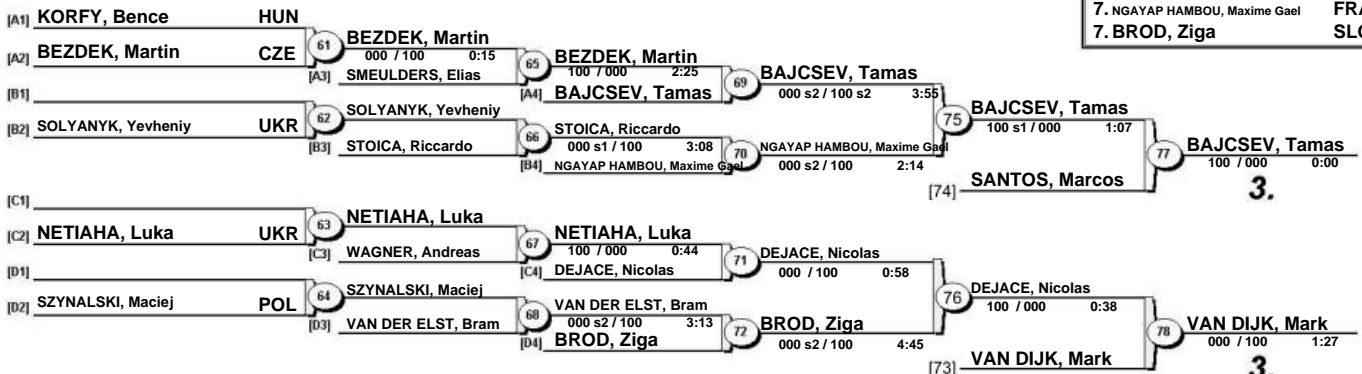 7. NGAYAP HAMBOU, Maxime Gael FRA
7. BROD, Ziga SLO
[A1] KORFY, Bence HUN
61 BEZDEK, Martin
000 / 100 0:15
[A2] BEZDEK, Martin CZE
[A3] SMEULDERS, Elias
65 BEZDEK, Martin
100 / 000 2:25
[A4] BAJCSEV, Tamas
69 BAJCSEV, Tamas
000 s2 / 100 s2 3:55
[B1]
[B2] SOLYANYK, Yevheniy UKR
62 SOLYANYK, Yevheniy
[B3] STOICA, Riccardo
66 STOICA, Riccardo
000 s1 / 100 3:08
[B4] NGAYAP HAMBOU, Maxime Gael
70 NGAYAP HAMBOU, Maxime Gael
000 s2 / 100 2:14
75 BAJCSEV, Tamas
100 s1 / 000 1:07
[74] SANTOS, Marcos
77 BAJCSEV, Tamas
100 / 000 0:00
3.
[C1]
[C2] NETIAHA, Luka UKR
63 NETIAHA, Luka
[C3] WAGNER, Andreas
67 NETIAHA, Luka
100 / 000 0:44
[C4] DEJACE, Nicolas
71 DEJACE, Nicolas
000 / 100 0:58
[D1]
[D2] SZYNALSKI, Maciej POL
64 SZYNALSKI, Maciej
[D3] VAN DER ELST, Bram
68 VAN DER ELST, Bram
000 s2 / 100 3:13
[D4] BROD, Ziga
72 BROD, Ziga
000 s2 / 100 4:45
76 DEJACE, Nicolas
100 / 000 0:38
[73] VAN DIJK, Mark
78 VAN DIJK, Mark
000 / 100 1:27
3.